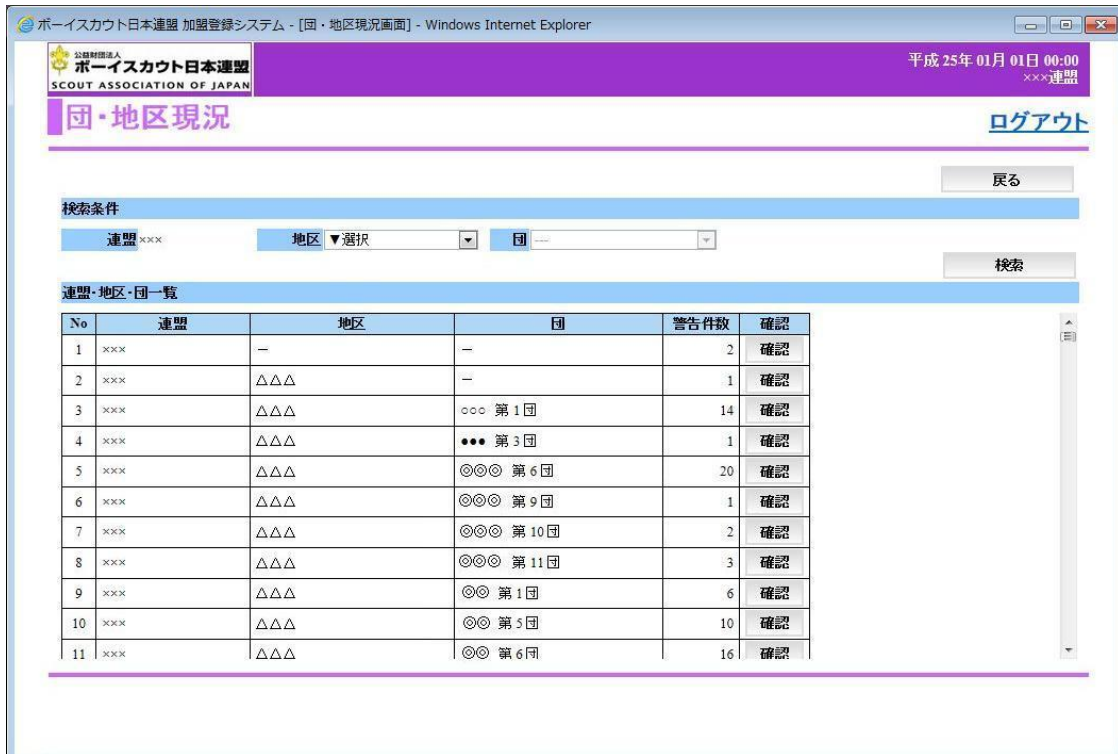 ボーイスカウト日本連盟 加盟登録システム - [団・地区現況画面] - Windows Internet Explorer
公益財団法人
ボーイスカウト日本連盟
SCOUT ASSOCIATION OF JAPAN
平成 25年 01月 01日 00:00
×××連盟
団・地区現況
ログアウト
戻る
検索条件
連盟 ××× 地区 ▼選択 団 ---
検索
連盟・地区・団一覧
No 連盟 地区 団 警告件数 確認
1 ××× － － 2 確認
2 ××× △△△ － 1 確認
3 ××× △△△ ○○○ 第1団 14 確認
4 ××× △△△ ●●● 第3団 1 確認
5 ××× △△△ ◎◎◎ 第6団 20 確認
6 ××× △△△ ◎◎◎ 第9団 1 確認
7 ××× △△△ ◎◎◎ 第10団 2 確認
8 ××× △△△ ◎◎◎ 第11団 3 確認
9 ××× △△△ ◎◎ 第1団 6 確認
10 ××× △△△ ◎◎ 第5団 10 確認
11 ××× △△△ ◎◎ 第6団 16 確認